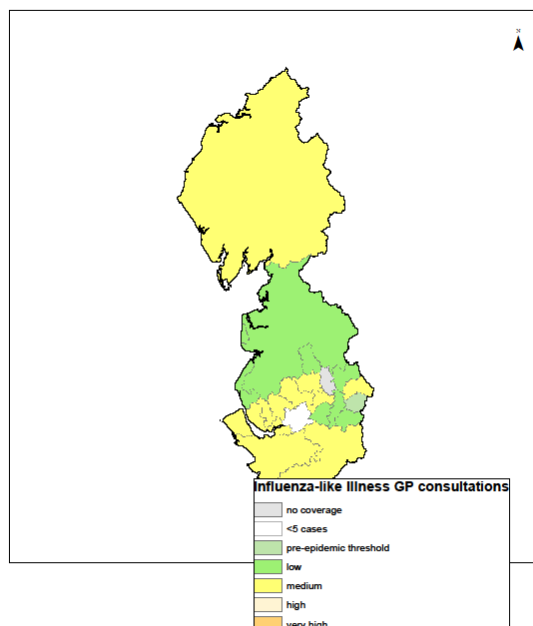 N
Influenza-like Illness GP consultations
no coverage
<5 cases
pre-epidemic threshold
low
medium
high
very high